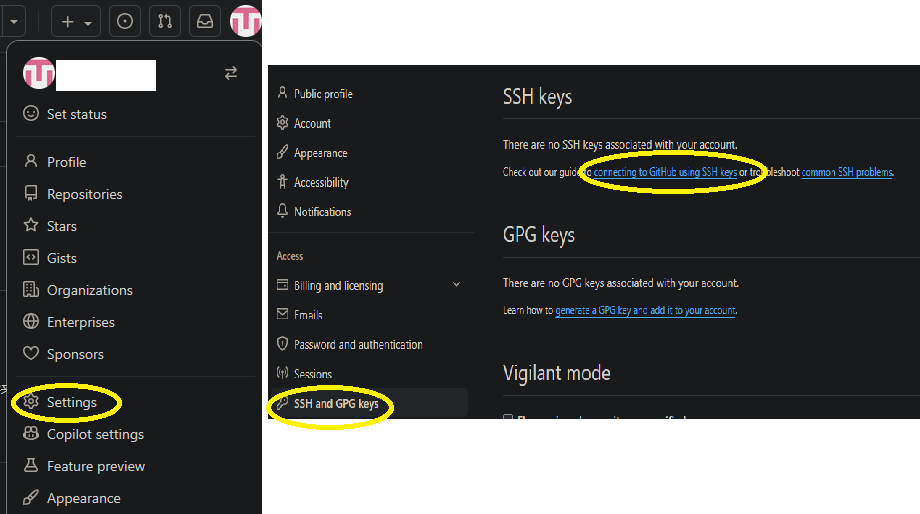 Set status
Profile
Repositories
Stars
Gists
Organizations
Enterprises
Sponsors
Settings
Copilot settings
Feature preview
Appearance
Public profile
Account
Appearance
Accessibility
Notifications
Access
Billing and licensing
Emails
Password and authentication
Sessions
SSH and GPG keys
SSH keys
There are no SSH keys associated with your account.
Check out our guide to connecting to GitHub using SSH keys or troubleshoot common SSH problems.
GPG keys
There are no GPG keys associated with your account.
Learn how to generate a GPG key and add it to your account.
Vigilant mode